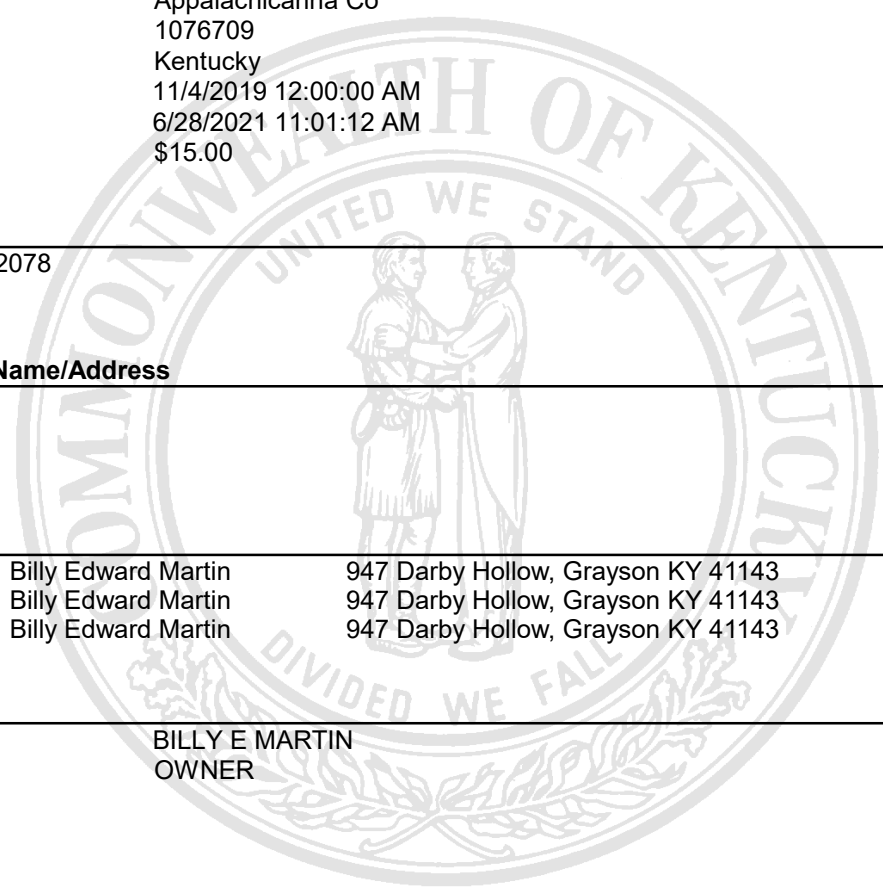 Appalachicanna Co
1076709
Kentucky
11/4/2019 12:00:00 AM
6/28/2021 11:01:12 AM
$15.00
COMMONWEALTH OF KENTUCKY
UNITED WE STAND
2078
Name/Address
Billy Edward Martin 947 Darby Hollow, Grayson KY 41143
Billy Edward Martin 947 Darby Hollow, Grayson KY 41143
Billy Edward Martin 947 Darby Hollow, Grayson KY 41143
DIVIDED WE FALL
BILLY E MARTIN
OWNER